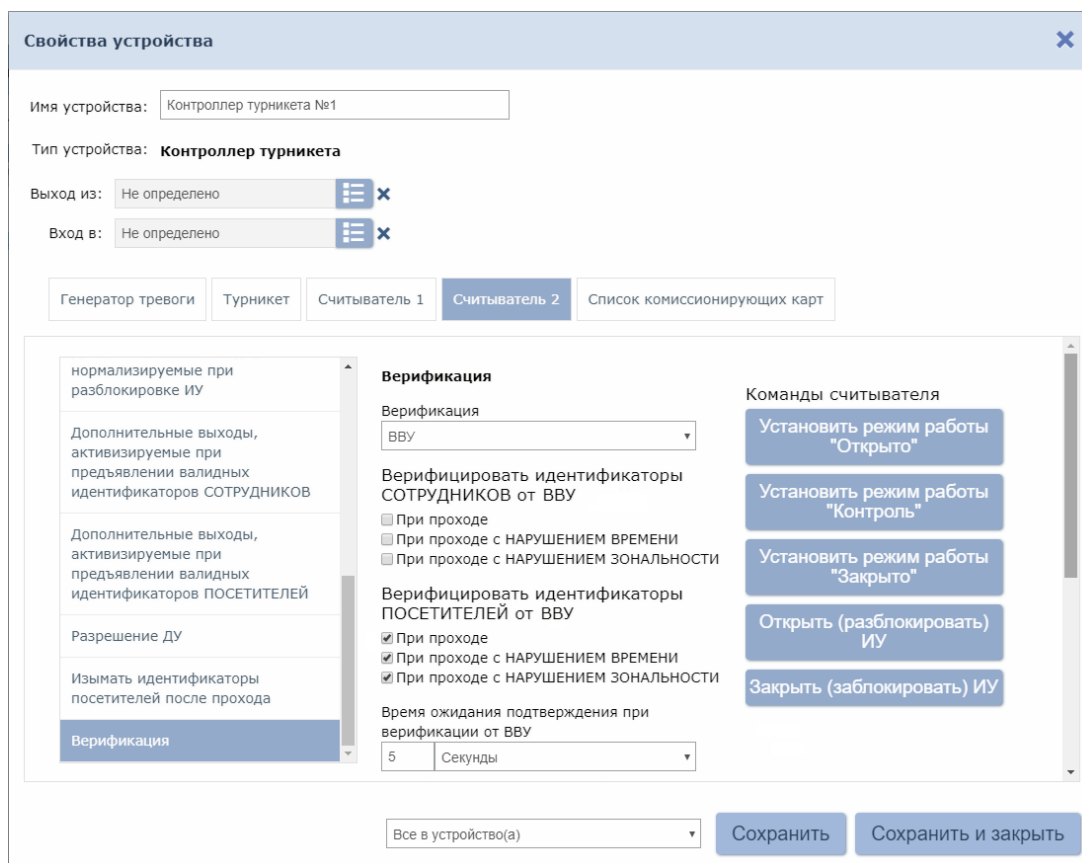 Свойства устройства
Имя устройства: Контроллер турникета №1
Тип устройства: Контроллер турникета
Выход из: Не определено
Вход в: Не определено
Генератор тревоги Турникет Считыватель 1 Считыватель 2 Список комиссионирующих карт
нормализируемые при
разблокировке ИУ
Дополнительные выходы,
активизируемые при
предъявлении валидных
идентификаторов СОТРУДНИКОВ
Дополнительные выходы,
активизируемые при
предъявлении валидных
идентификаторов ПОСЕТИТЕЛЕЙ
Разрешение ДУ
Изымать идентификаторы
посетителей после прохода
Верификация
Верификация
Верификация
ВВУ
Верифицировать идентификаторы
СОТРУДНИКОВ от ВВУ
При проходе
При проходе с НАРУШЕНИЕМ ВРЕМЕНИ
При проходе с НАРУШЕНИЕМ ЗОНАЛЬНОСТИ
Верифицировать идентификаторы
ПОСЕТИТЕЛЕЙ от ВВУ
При проходе
При проходе с НАРУШЕНИЕМ ВРЕМЕНИ
При проходе с НАРУШЕНИЕМ ЗОНАЛЬНОСТИ
Время ожидания подтверждения при
верификации от ВВУ
5 Секунды
Команды считывателя
Установить режим работы
"Открыто"
Установить режим работы
"Контроль"
Установить режим работы
"Закрыто"
Открыть (разблокировать)
ИУ
Закрыть (заблокировать) ИУ
Все в устройство(а) Сохранить Сохранить и закрыть